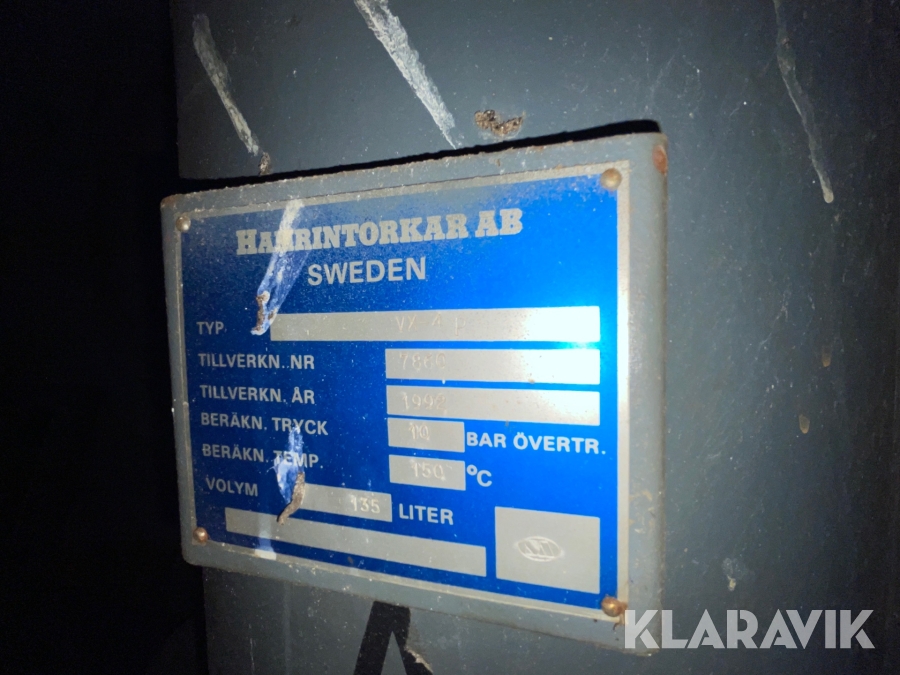 AB
SWEDEN
TYP
TILLVERKN. NR
TILLVERKN. ÅR
BERÄKN. TRYCK 10 BAR ÖVERTR.
BERÄKN. TEMP. 150 °C
VOLYM 135 LITER
KLARAVIK